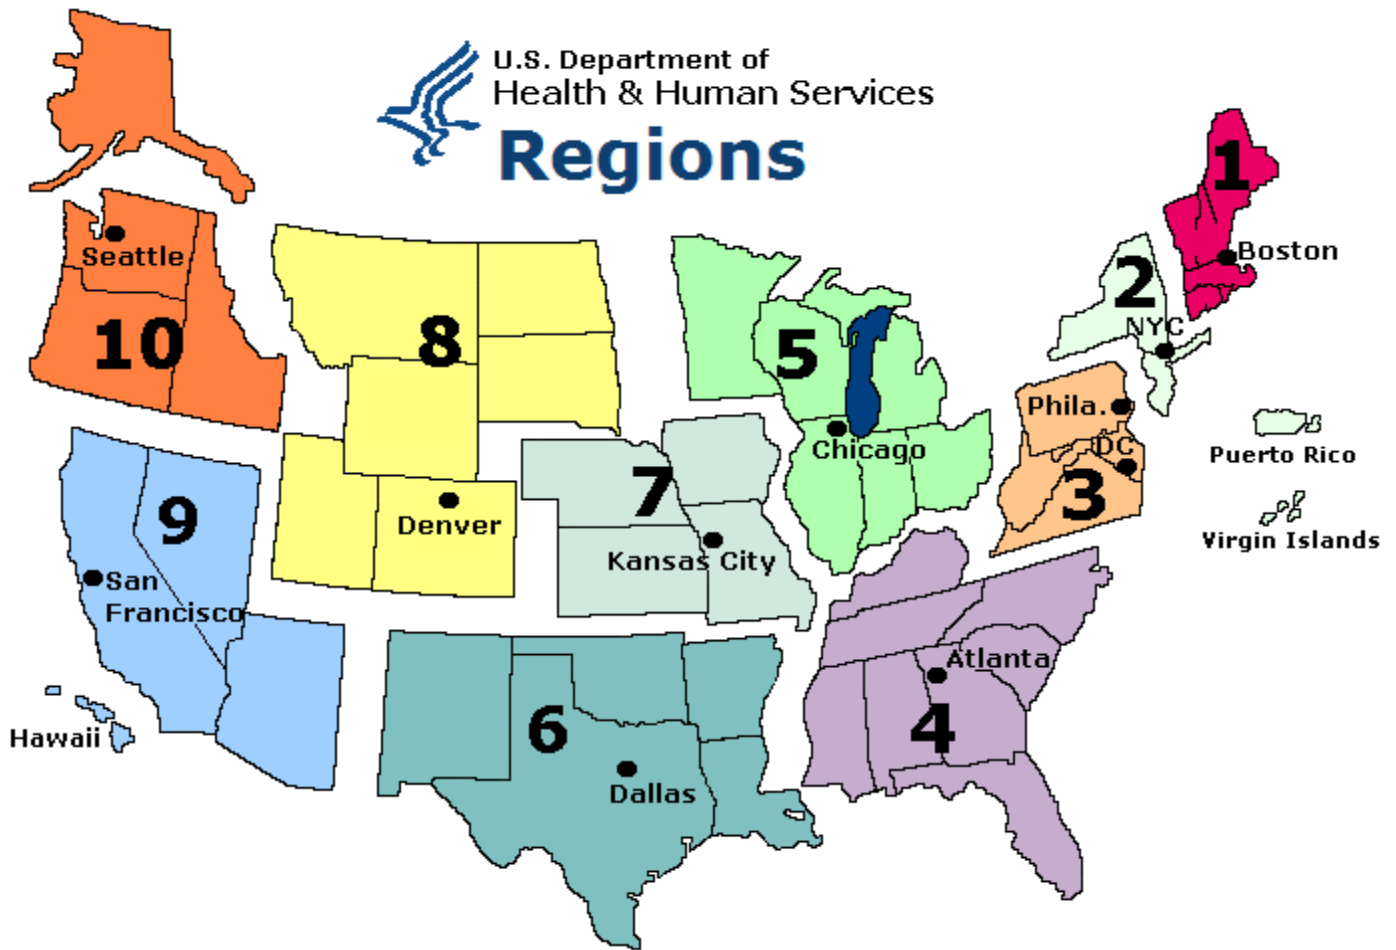 U.S. Department of
Health & Human Services
Regions
1
Boston
2
NYC
Seattle
10
8
5
Chicago
Phila.
DC
3
Puerto Rico
Virgin Islands
9
San
Francisco
Denver
7
Kansas City
Hawaii
6
Dallas
Atlanta
4